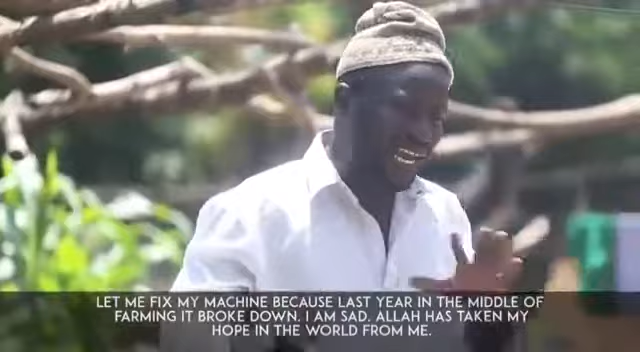 LET ME FIX MY MACHINE BECAUSE LAST YEAR IN THE MIDDLE OF
FARMING IT BROKE DOWN. I AM SAD. ALLAH HAS TAKEN MY
HOPE IN THE WORLD FROM ME.